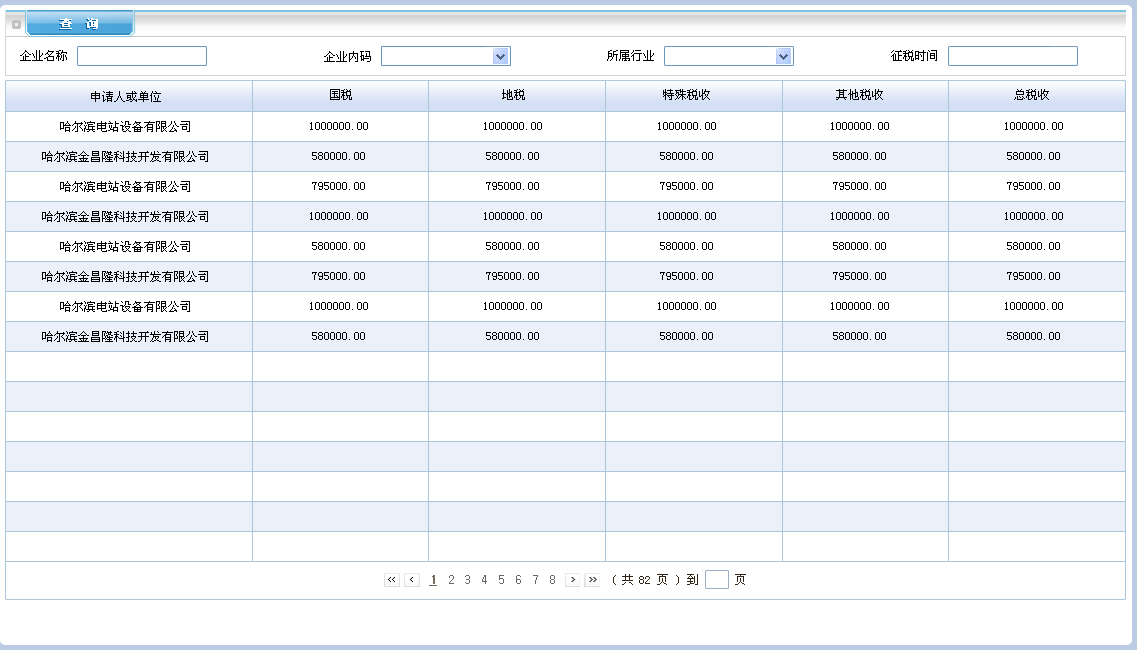 查 询
企业名称 企业内码 所属行业 征税时间
申请人或单位 国税 地税 特殊税收 其他税收 总税收
哈尔滨电站设备有限公司 1000000.00 1000000.00 1000000.00 1000000.00 1000000.00
哈尔滨金昌隆科技开发有限公司 580000.00 580000.00 580000.00 580000.00 580000.00
哈尔滨电站设备有限公司 795000.00 795000.00 795000.00 795000.00 795000.00
哈尔滨金昌隆科技开发有限公司 1000000.00 1000000.00 1000000.00 1000000.00 1000000.00
哈尔滨电站设备有限公司 580000.00 580000.00 580000.00 580000.00 580000.00
哈尔滨金昌隆科技开发有限公司 795000.00 795000.00 795000.00 795000.00 795000.00
哈尔滨电站设备有限公司 1000000.00 1000000.00 1000000.00 1000000.00 1000000.00
哈尔滨金昌隆科技开发有限公司 580000.00 580000.00 580000.00 580000.00 580000.00
« ‹ 1 2 3 4 5 6 7 8 › » ( 共 82 页 ) 到 页